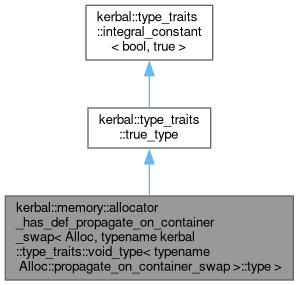 kerbal::type_traits
::integral_constant
< bool, true >
kerbal::type_traits
::true_type
kerbal::memory::allocator
_has_def_propagate_on_container
_swap< Alloc, typename kerbal
::type_traits::void_type< typename
Alloc::propagate_on_container_swap >::type >